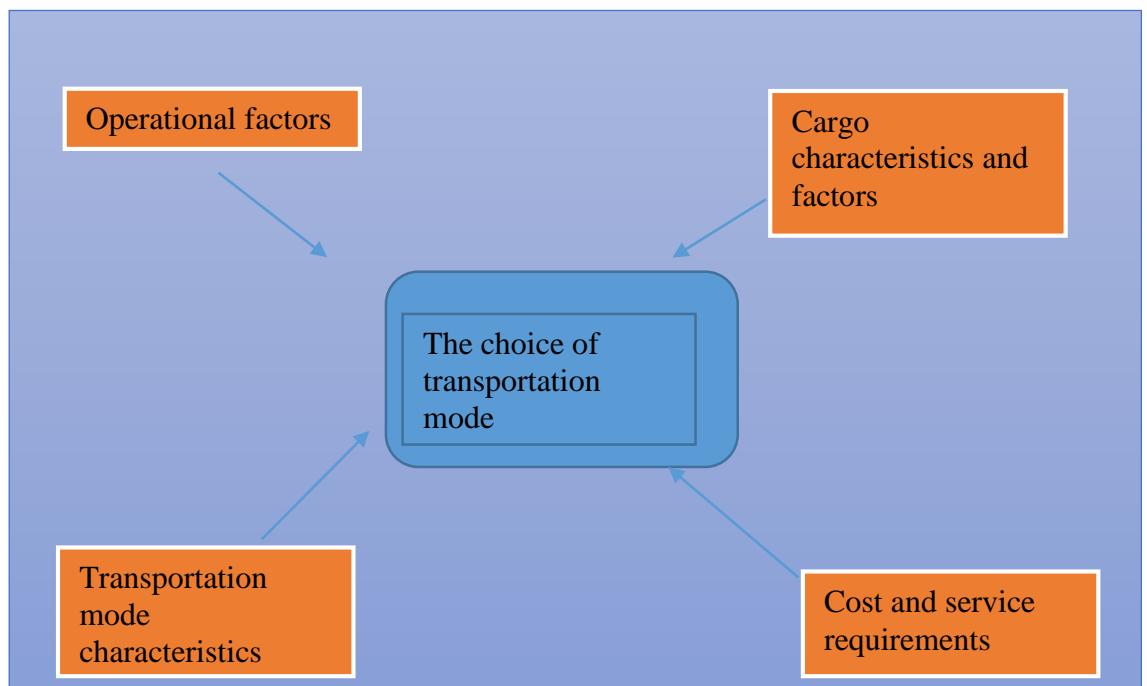 Operational factors
Cargo
characteristics and
factors
The choice of
transportation
mode
Transportation
mode
characteristics
Cost and service
requirements